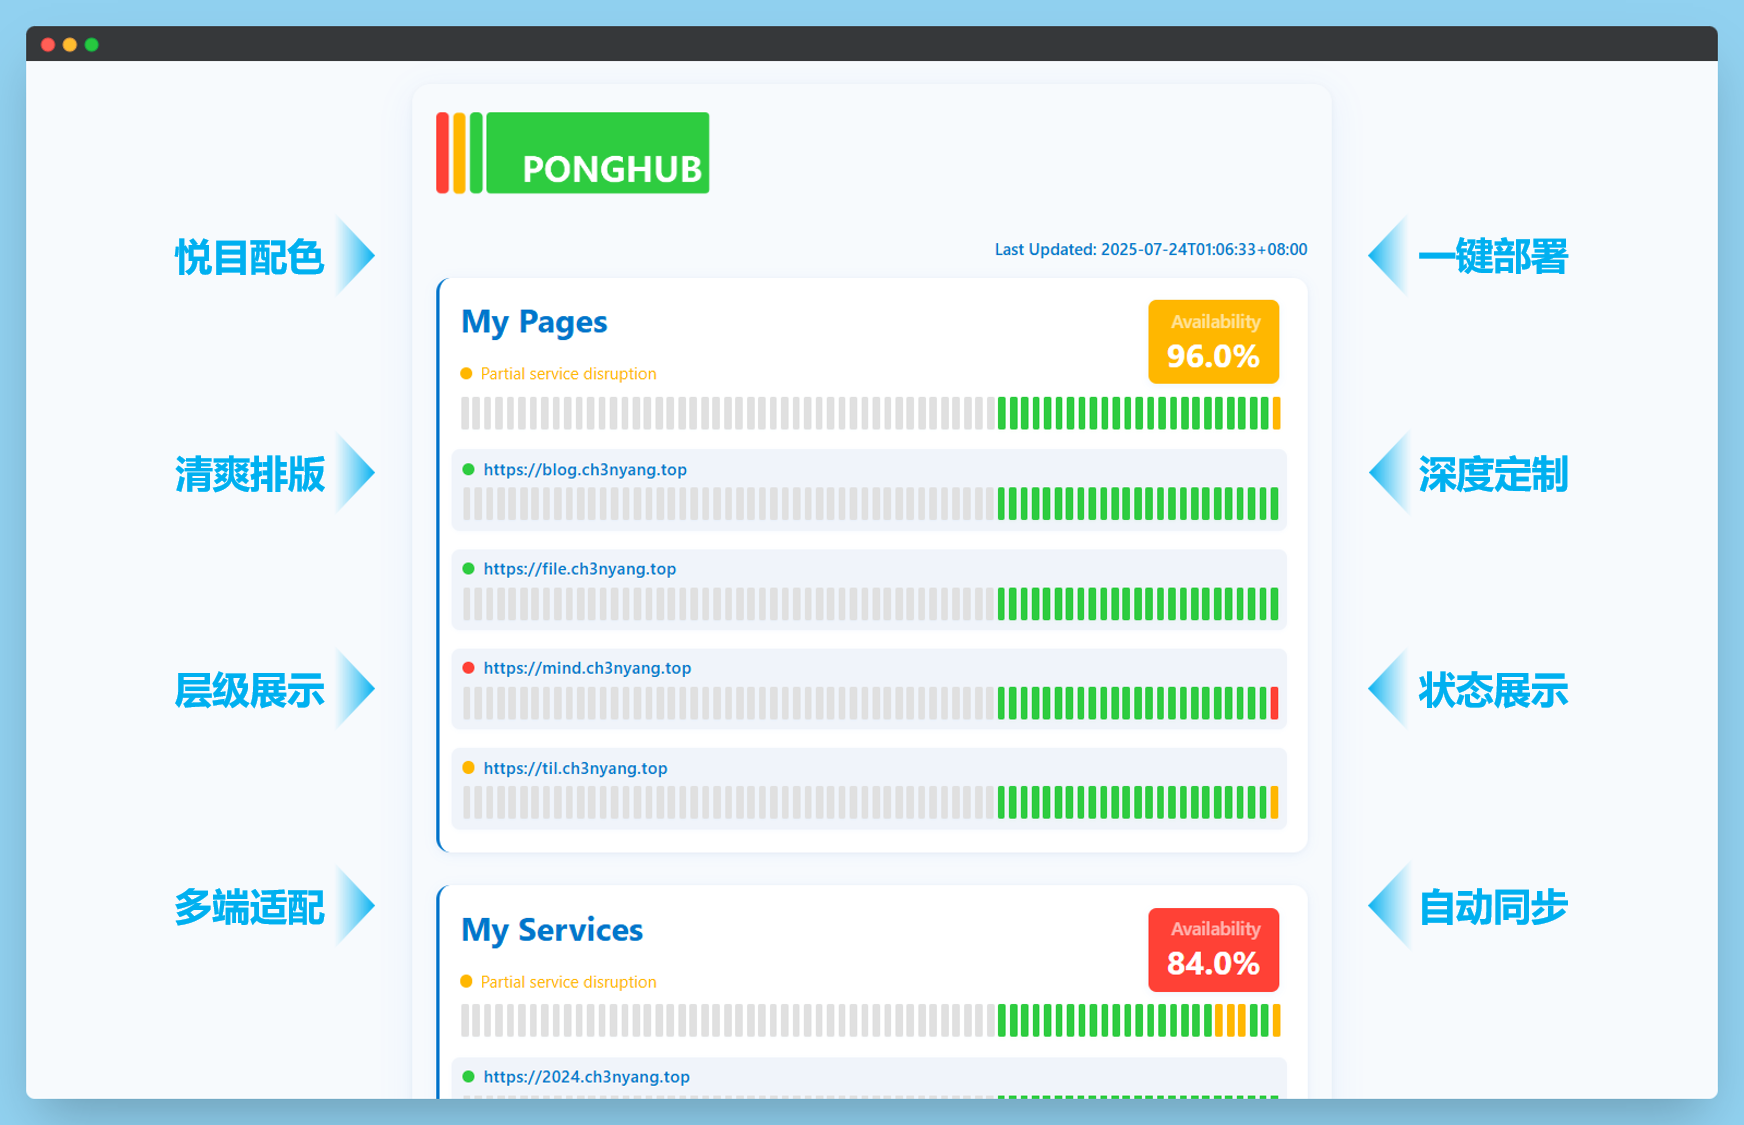 PONGHUB
Last Updated: 2025-07-24T01:06:33+08:00
悦目配色
清爽排版
层级展示
多端适配
My Pages
Availability
96.0%
Partial service disruption
https://blog.ch3nyang.top
https://file.ch3nyang.top
https://mind.ch3nyang.top
https://til.ch3nyang.top
My Services
Availability
84.0%
Partial service disruption
https://2024.ch3nyang.top
一键部署
深度定制
状态展示
自动同步